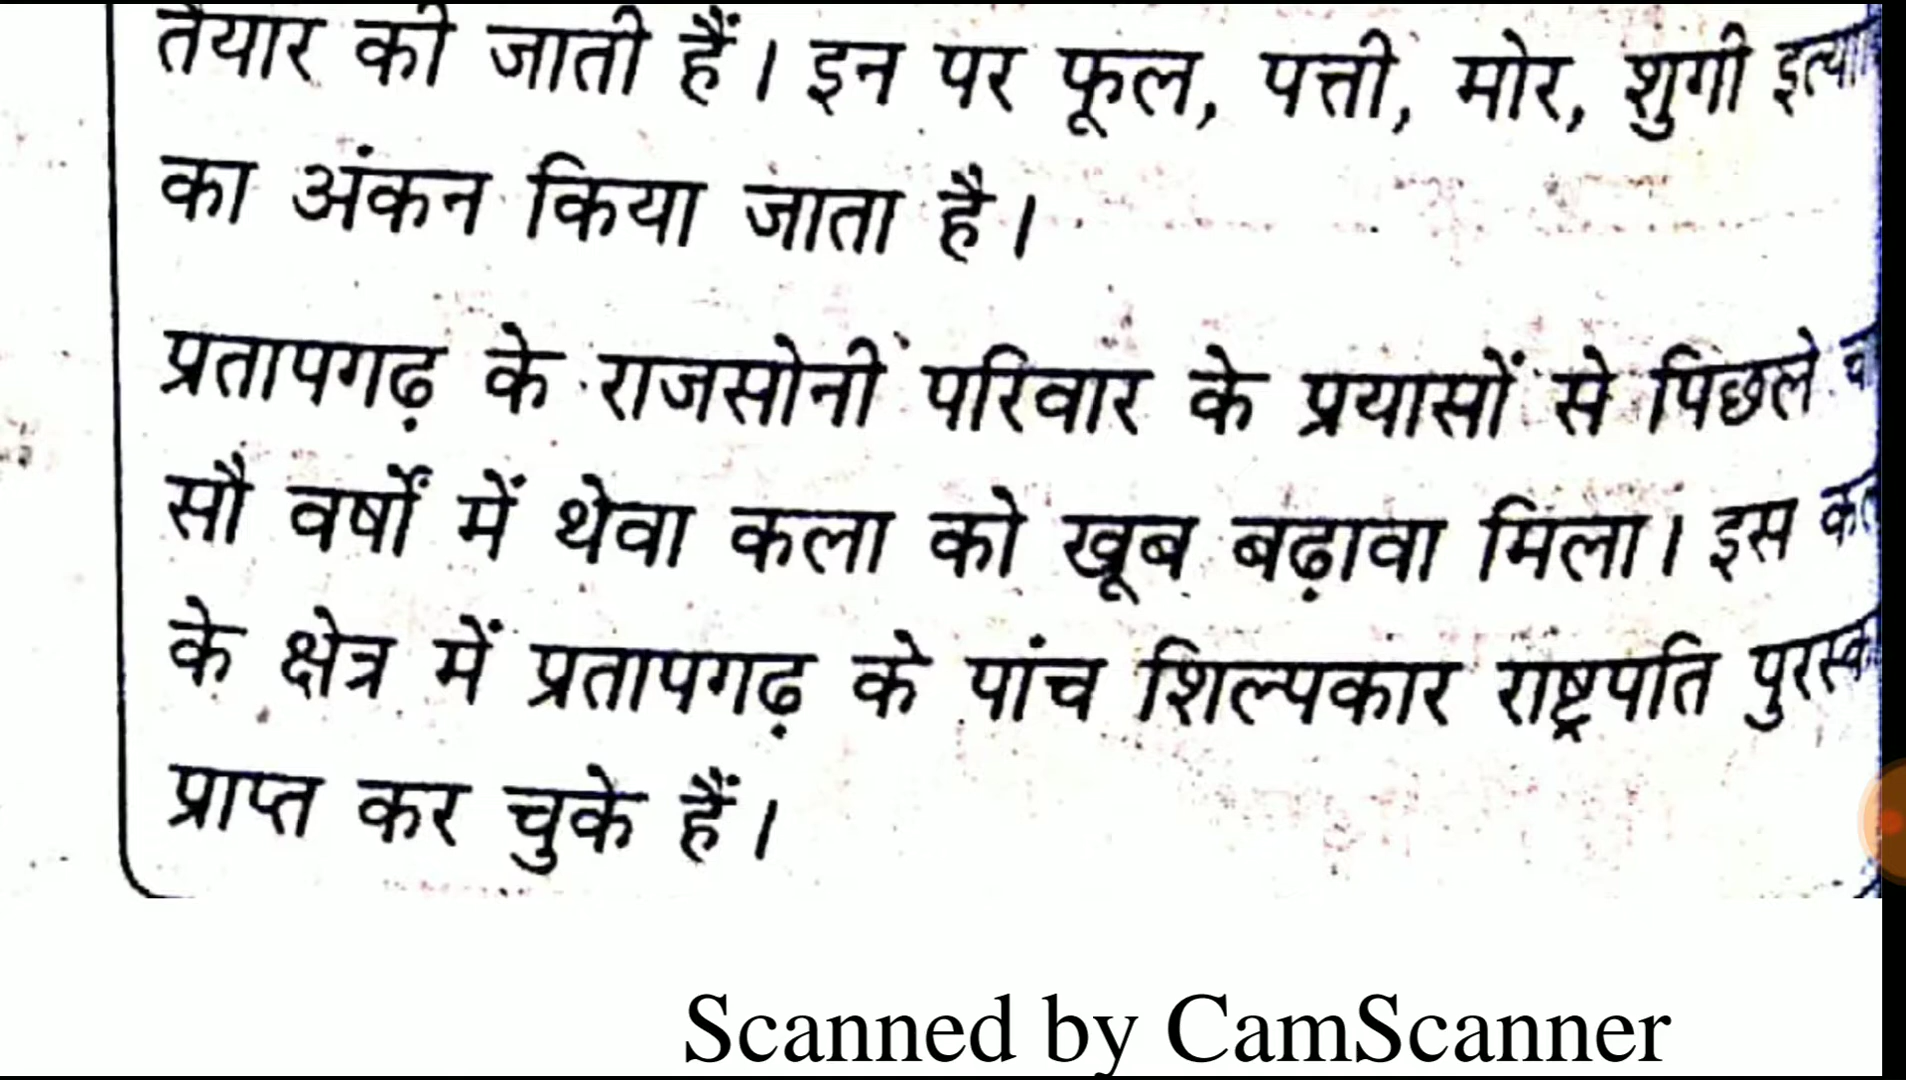 तैयार की जाती हैं। इन पर फूल, पत्ती, मोर, शुगी
का अंकन किया जाता है।
प्रतापगढ़ के राजसोनी परिवार के प्रयासों से पिछले
सौ वर्षों में थेवा कला को खूब बढ़ावा मिला। इस
के क्षेत्र में प्रतापगढ़ के पांच शिल्पकार राष्ट्रपति
प्राप्त कर चुके हैं।
Scanned by CamScanner